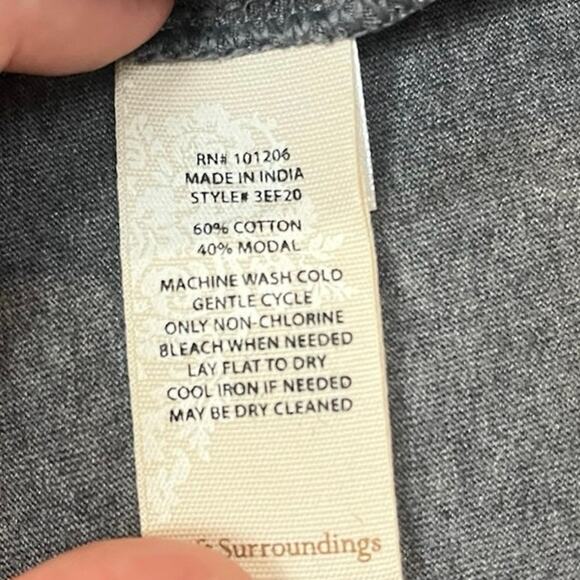 RN# 101206
MADE IN INDIA
STYLE# 3EF20
60% COTTON
40% MODAL
MACHINE WASH COLD
GENTLE CYCLE
ONLY NON-CHLORINE
BLEACH WHEN NEEDED
LAY FLAT TO DRY
COOL IRON IF NEEDED
MAY BE DRY CLEANED
& Surroundings